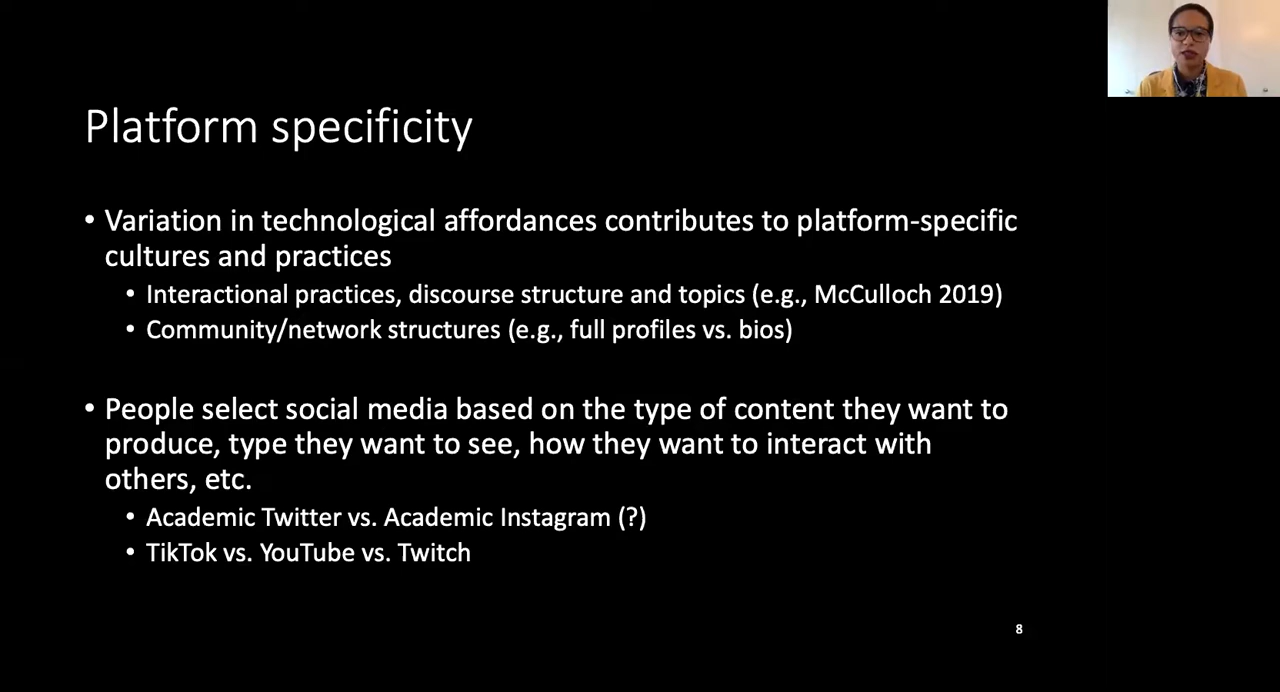 Platform specificity
• Variation in technological affordances contributes to platform-specific
cultures and practices
• Interactional practices, discourse structure and topics (e.g., McCulloch 2019)
• Community/network structures (e.g., full profiles vs. bios)
• People select social media based on the type of content they want to
produce, type they want to see, how they want to interact with
others, etc.
• Academic Twitter vs. Academic Instagram (?)
• TikTok vs. YouTube vs. Twitch
8